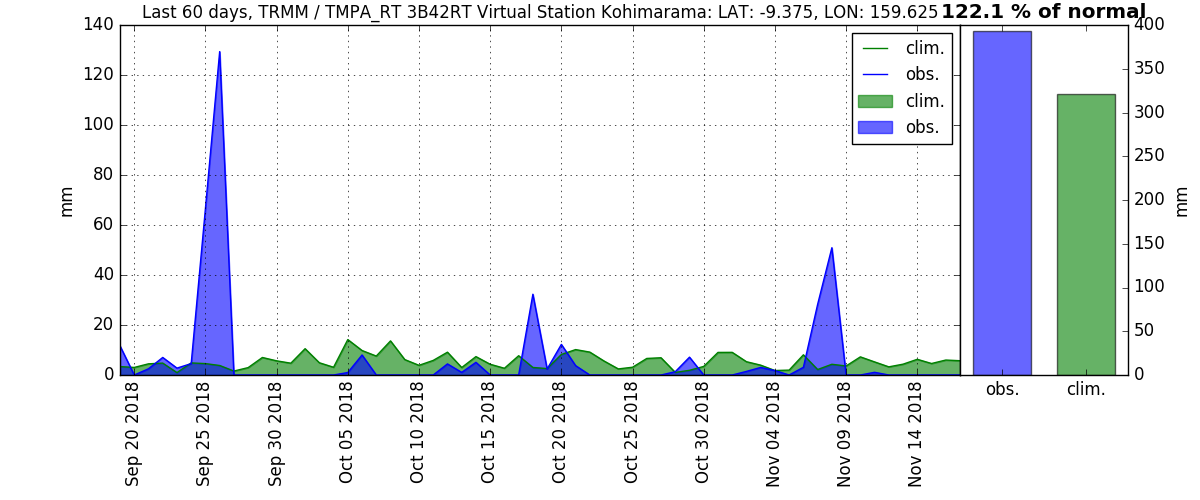 Last 60 days, TRMM / TMPA_RT 3B42RT Virtual Station Kohimarama: LAT: -9.375, LON: 159.625 122.1 % of normal
mm
140
120
100
80
60
40
20
0
Sep 20 2018
Sep 25 2018
Sep 30 2018
Oct 05 2018
Oct 10 2018
Oct 15 2018
Oct 20 2018
Oct 25 2018
Oct 30 2018
Nov 04 2018
Nov 09 2018
Nov 14 2018
clim.
obs.
clim.
obs.
400
350
300
250
200
150
100
50
0
mm
obs.
clim.